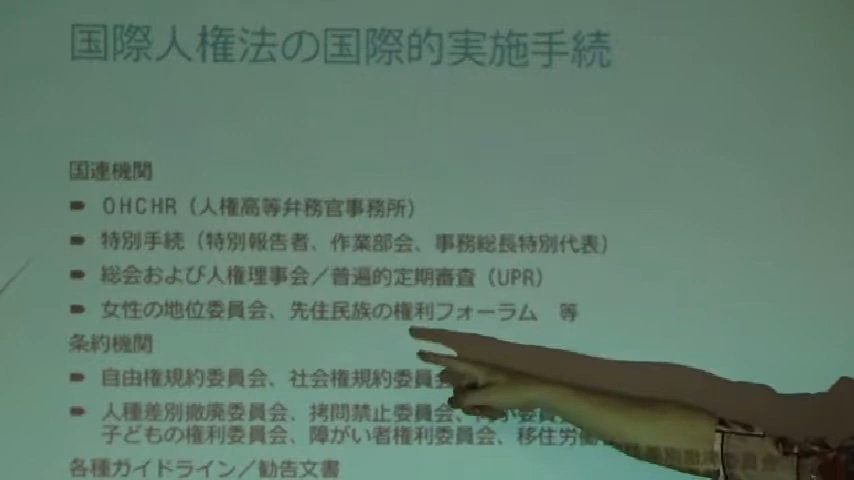 国際人権法の国際的実施手続
国連機関
OHCHR（人権高等弁務官事務所）
特別手続（特別報告者、作業部会、事務総長特別代表）
総会および人権理事会／普遍的定期審査（UPR）
女性の地位委員会、先住民族の権利フォーラム 等
条約機関
自由権規約委員会、社会権規約委員会
人種差別撤廃委員会、拷問禁止委員会、
子どもの権利委員会、障がい者権利委員会、移住労働
各種ガイドライン／勧告文書